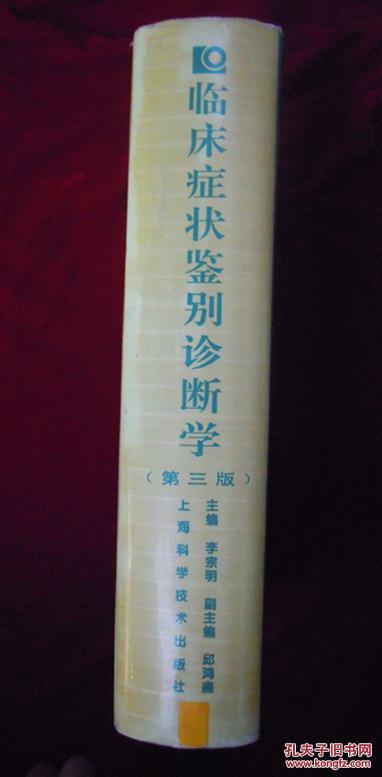 临床症状鉴别诊断学
（第三版）
主编 李宗明 副主编 邱鸿鑫
上海科学技术出版社
孔夫子旧书网
www.kongfz.com